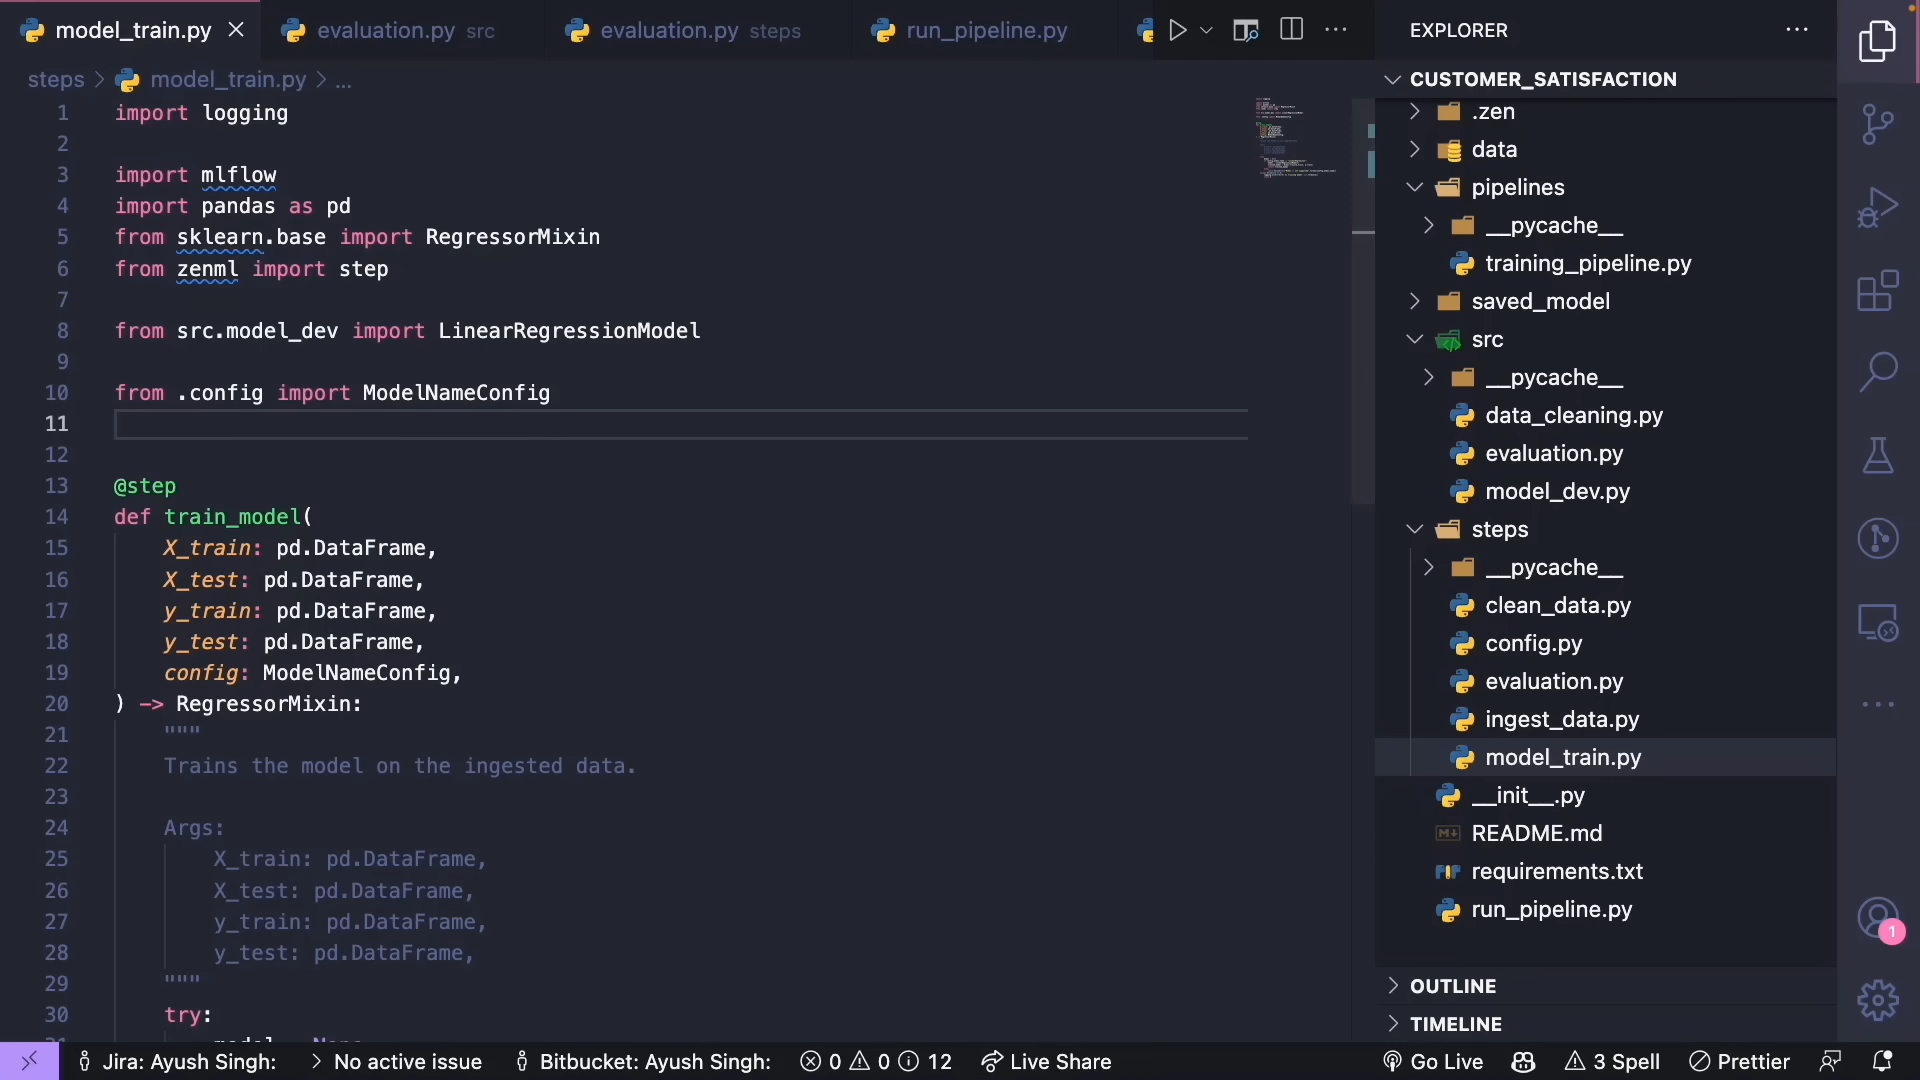 model_train.py
evaluation.py src
evaluation.py steps
run_pipeline.py
steps > model_train.py > ...
1 import logging
2
3 import mlflow
4 import pandas as pd
5 from sklearn.base import RegressorMixin
6 from zenml import step
7
8 from src.model_dev import LinearRegressionModel
9
10 from .config import ModelNameConfig
11
12
13 @step
14 def train_model(
15 X_train: pd.DataFrame,
16 X_test: pd.DataFrame,
17 y_train: pd.DataFrame,
18 y_test: pd.DataFrame,
19 config: ModelNameConfig,
20 ) -> RegressorMixin:
21 """
22 Trains the model on the ingested data.
23
24 Args:
25 X_train: pd.DataFrame,
26 X_test: pd.DataFrame,
27 y_train: pd.DataFrame,
28 y_test: pd.DataFrame,
29 """
30 try:
EXPLORER
CUSTOMER_SATISFACTION
.zen
data
pipelines
__pycache__
training_pipeline.py
saved_model
src
__pycache__
data_cleaning.py
evaluation.py
model_dev.py
steps
__pycache__
clean_data.py
config.py
evaluation.py
ingest_data.py
model_train.py
__init__.py
README.md
requirements.txt
run_pipeline.py
OUTLINE
TIMELINE
1
Jira: Ayush Singh: > No active issue Bitbucket: Ayush Singh: 0 0 12 Live Share Go Live 3 Spell Prettier